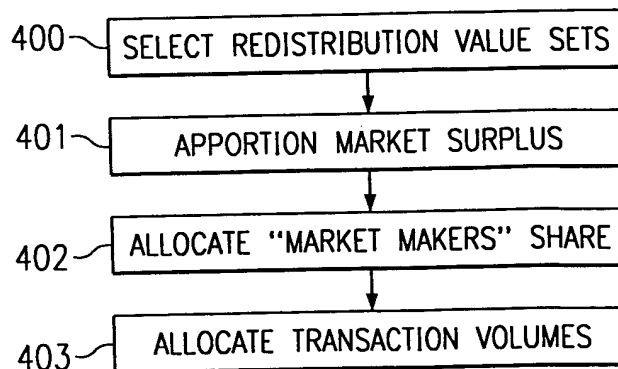 400 SELECT REDISTRIBUTION VALUE SETS
401 APPORTION MARKET SURPLUS
402 ALLOCATE "MARKET MAKERS" SHARE
403 ALLOCATE TRANSACTION VOLUMES